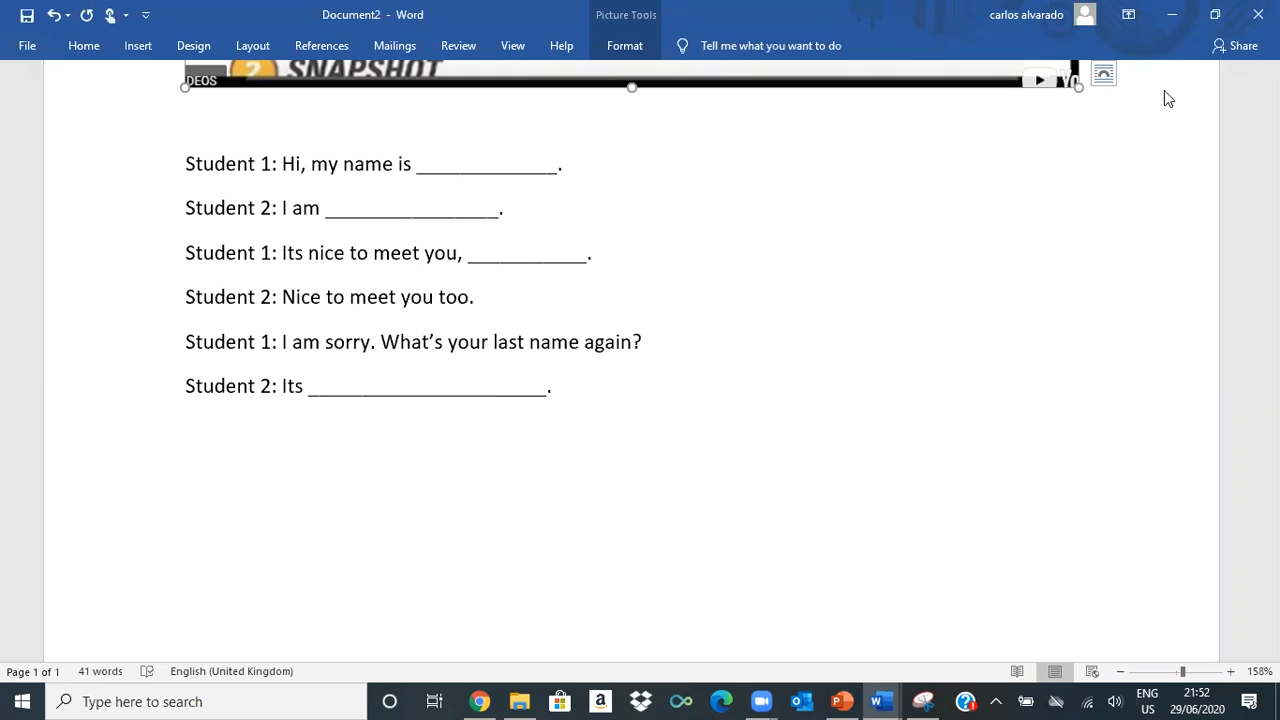 Document2 - Word
Picture Tools
carlos alvarado
File Home Insert Design Layout References Mailings Review View Help Format Tell me what you want to do Share
DEOS
2 SNAPSHOT
Yo
Student 1: Hi, my name is _____________.
Student 2: I am ________________.
Student 1: Its nice to meet you, ___________.
Student 2: Nice to meet you too.
Student 1: I am sorry. What’s your last name again?
Student 2: Its ______________________.
Page 1 of 1 41 words English (United Kingdom) 158%
Type here to search
ENG 21:52
US 29/06/2020